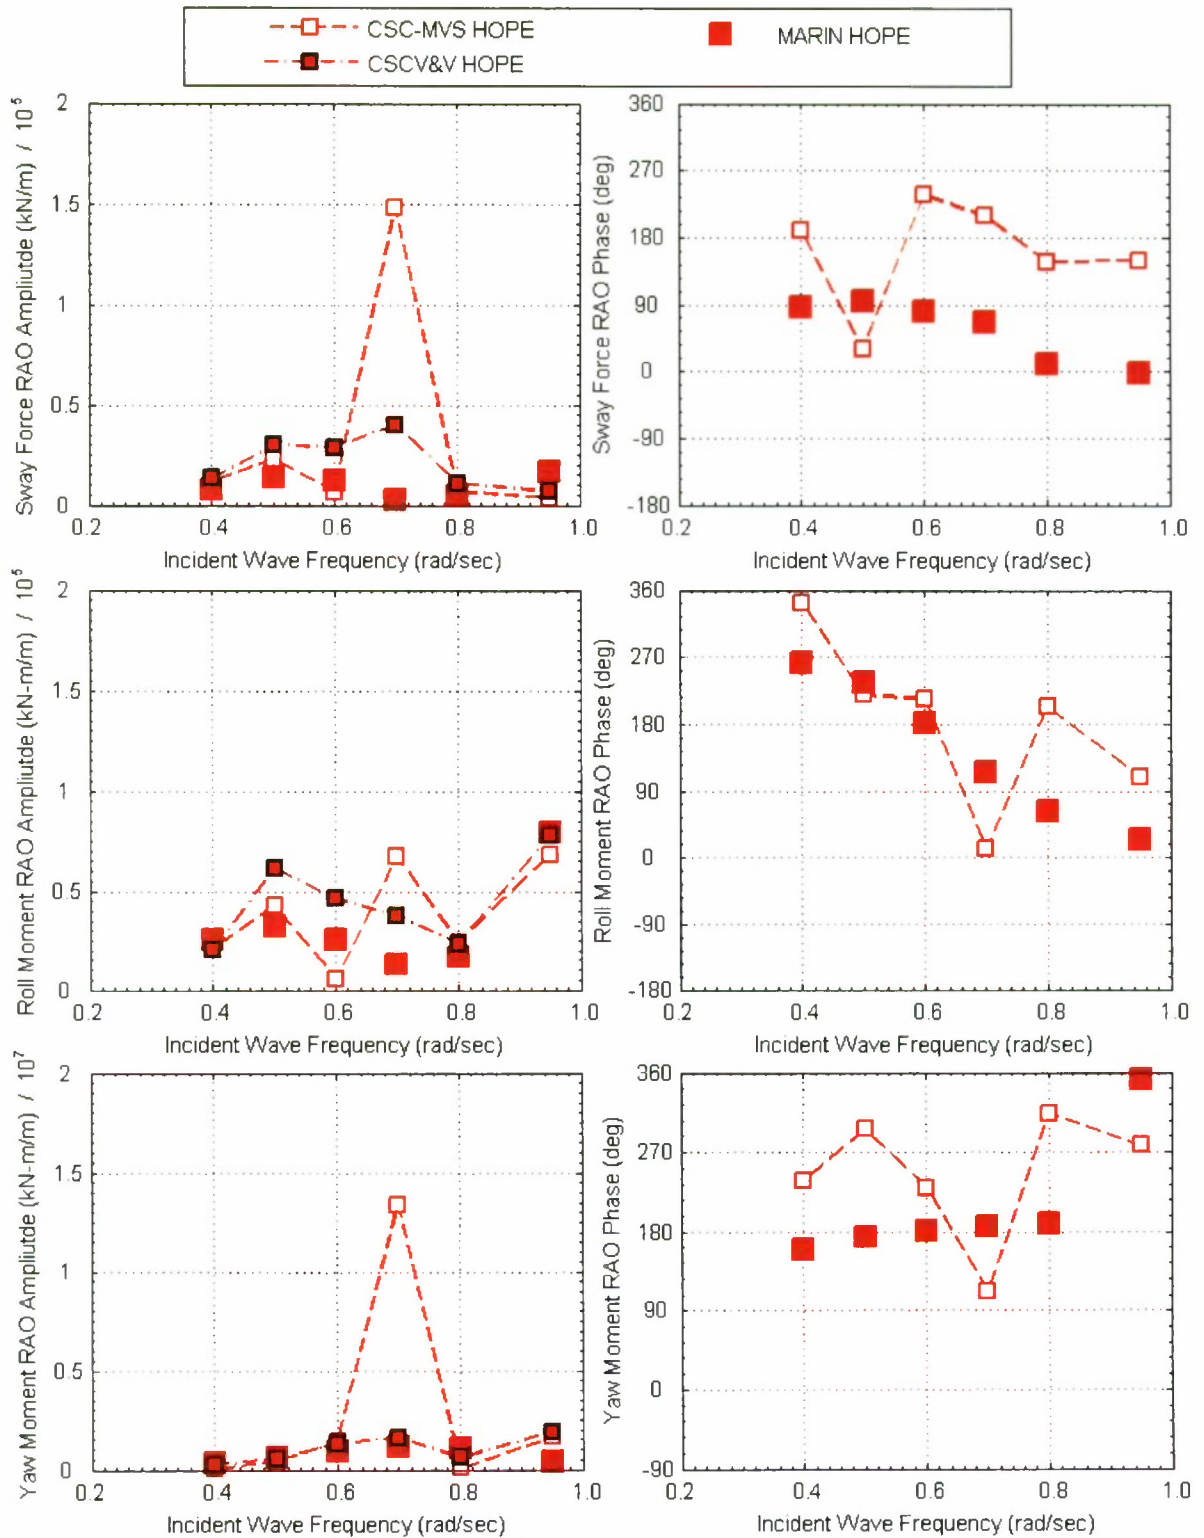 CSC-MVS HOPE
MARIN HOPE
CSCV&V HOPE
Sway Force RAO Ampliutde (kN/m) / 10⁵
2
1.5
1
0.5
0
0.2 0.4 0.6 0.8 1.0
Incident Wave Frequency (rad/sec)
Sway Force RAO Phase (deg)
360
270
180
90
0
-90
-180
0.2 0.4 0.6 0.8 1.0
Incident Wave Frequency (rad/sec)
Roll Moment RAO Ampliutde (kN-m/m) / 10⁵
2
1.5
1
0.5
0
0.2 0.4 0.6 0.8 1.0
Incident Wave Frequency (rad/sec)
Roll Moment RAO Phase (deg)
360
270
180
90
0
-90
-180
0.2 0.4 0.6 0.8 1.0
Incident Wave Frequency (rad/sec)
Yaw Moment RAO Ampliutde (kN-m/m) / 10⁷
2
1.5
1
0.5
0
0.2 0.4 0.6 0.8 1.0
Incident Wave Frequency (rad/sec)
Yaw Moment RAO Phase (deg)
360
270
180
90
0
-90
0.2 0.4 0.6 0.8 1.0
Incident Wave Frequency (rad/sec)